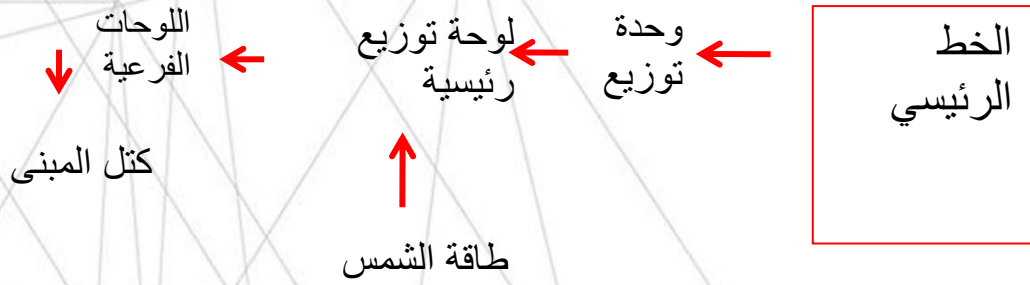 الخط
الرئيسي
وحدة
توزيع
لوحة توزيع
رئيسية
اللوحات
الفرعية
كتل المبنى
طاقة الشمس